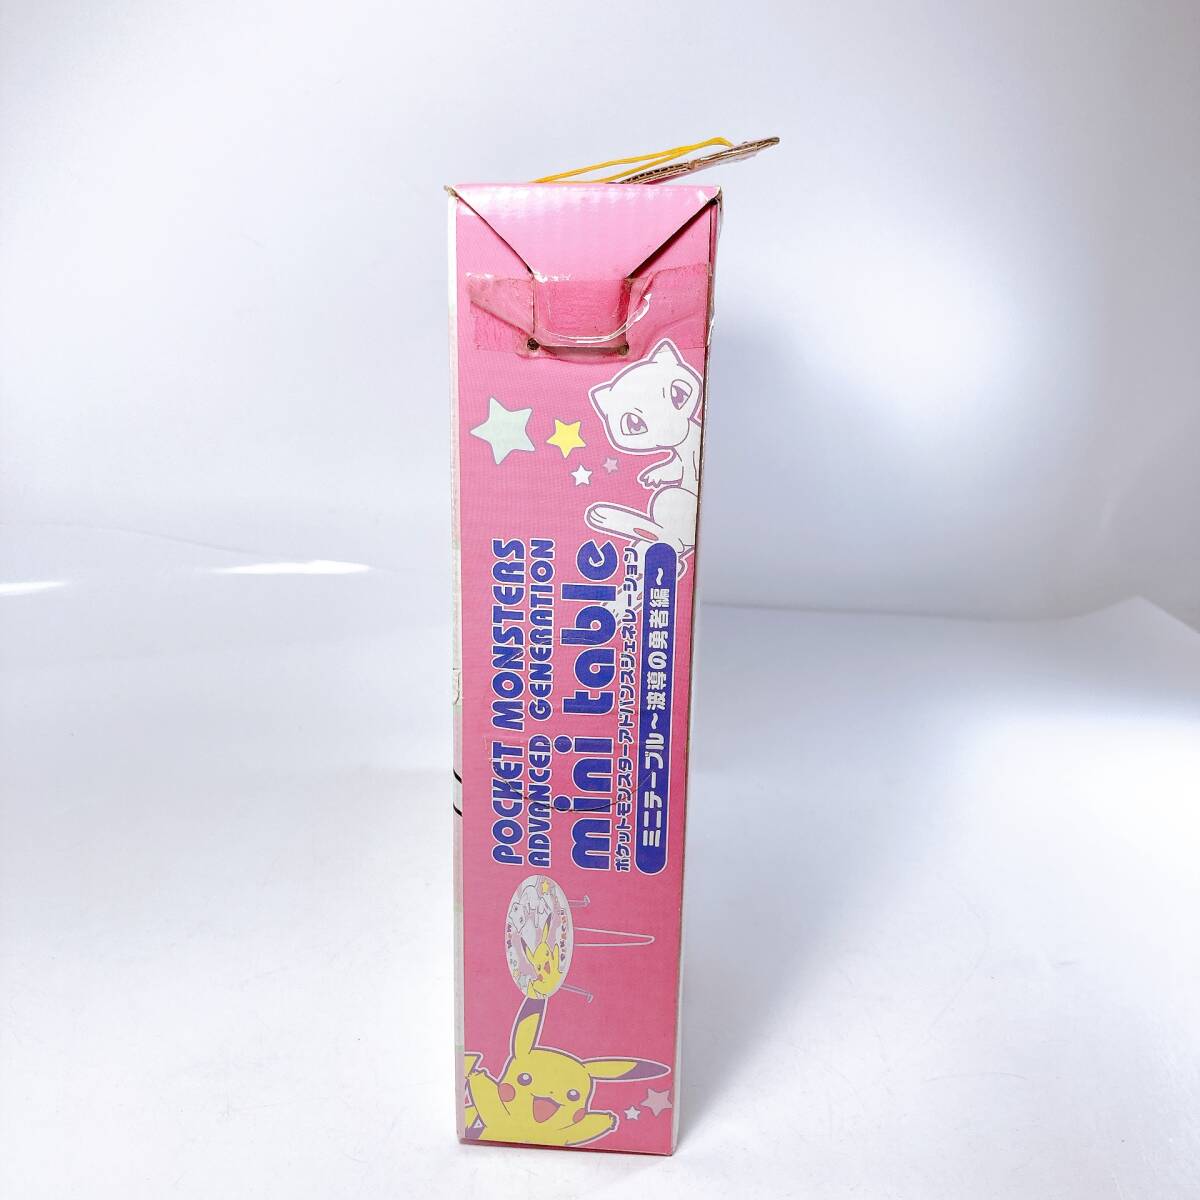 POCKET MONSTERS
ADVANCED GENERATION
mini table
ポケットモンスターアドバンスジェネレーション
ミニテーブル〜波導の勇者編〜